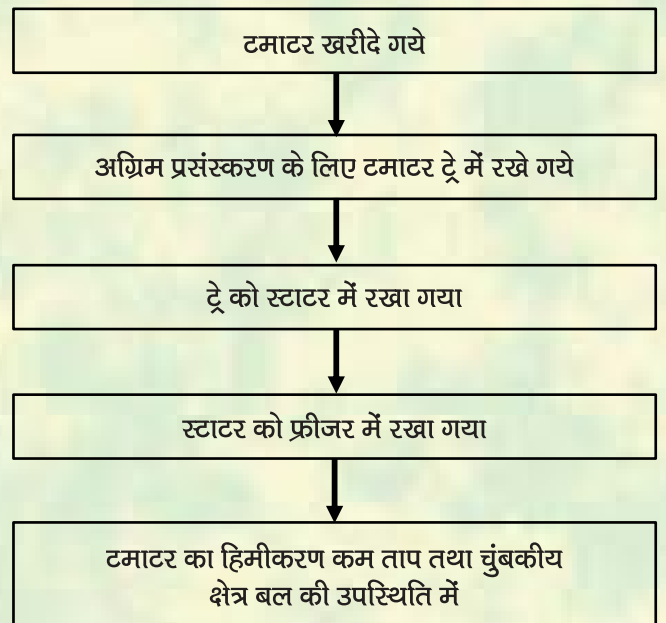 टमाटर खरीदे गये
अग्रिम प्रसंस्करण के लिए टमाटर ट्रे में रखे गये
ट्रे को स्टाटर में रखा गया
स्टाटर को फ्रीजर में रखा गया
टमाटर का हिमीकरण कम ताप तथा चुंबकीय
क्षेत्र बल की उपस्थिति में